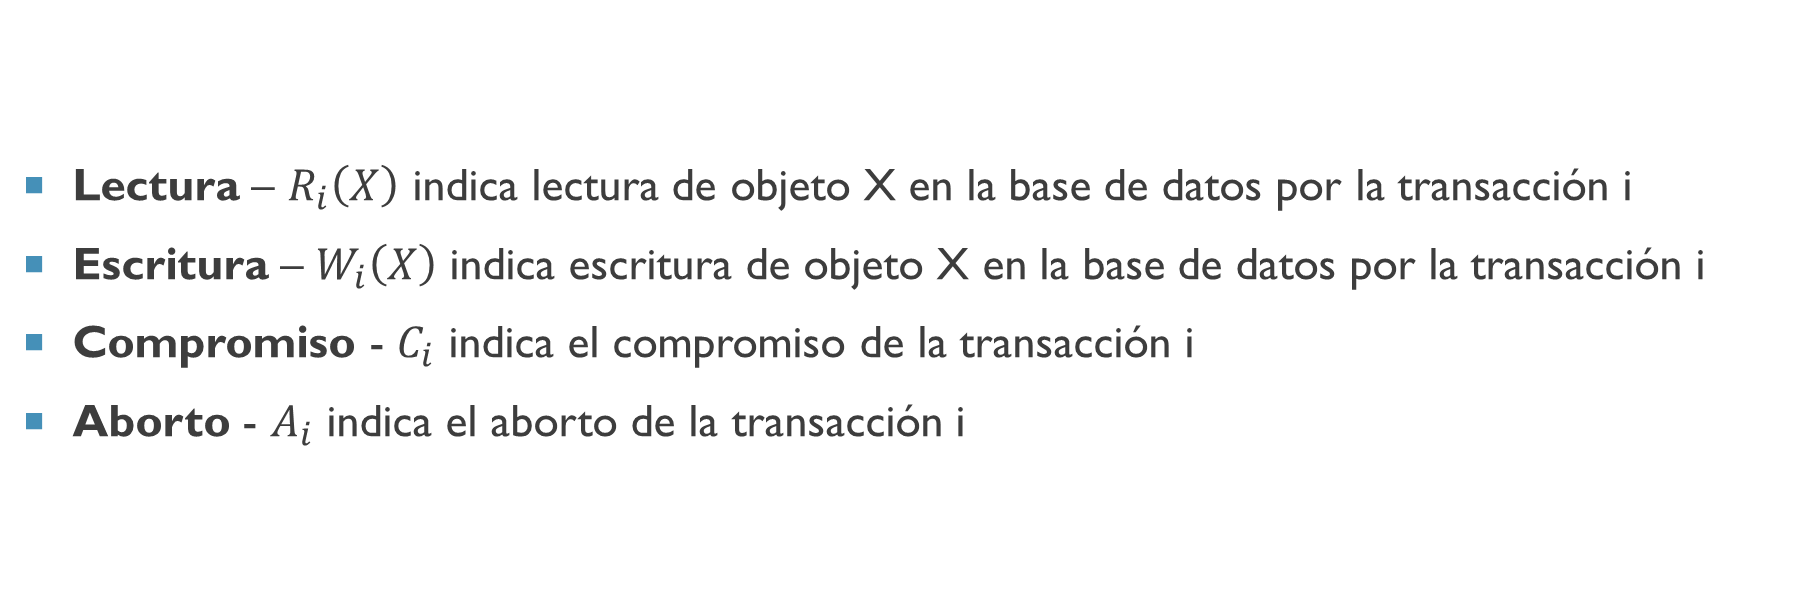 ▪ Lectura – Rᵢ(X) indica lectura de objeto X en la base de datos por la transacción i
▪ Escritura – Wᵢ(X) indica escritura de objeto X en la base de datos por la transacción i
▪ Compromiso - Cᵢ indica el compromiso de la transacción i
▪ Aborto - Aᵢ indica el aborto de la transacción i